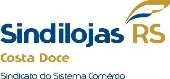 Sindilojas RS
Costa Doce
Sindicato do Sistema Comércio